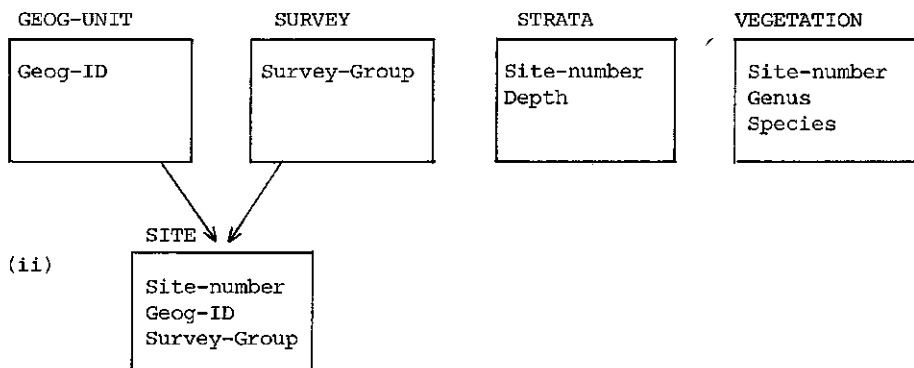 GEOG-UNIT SURVEY STRATA VEGETATION
Geog-ID
Survey-Group
Site-number
Depth
Site-number
Genus
Species
(ii)
SITE
Site-number
Geog-ID
Survey-Group